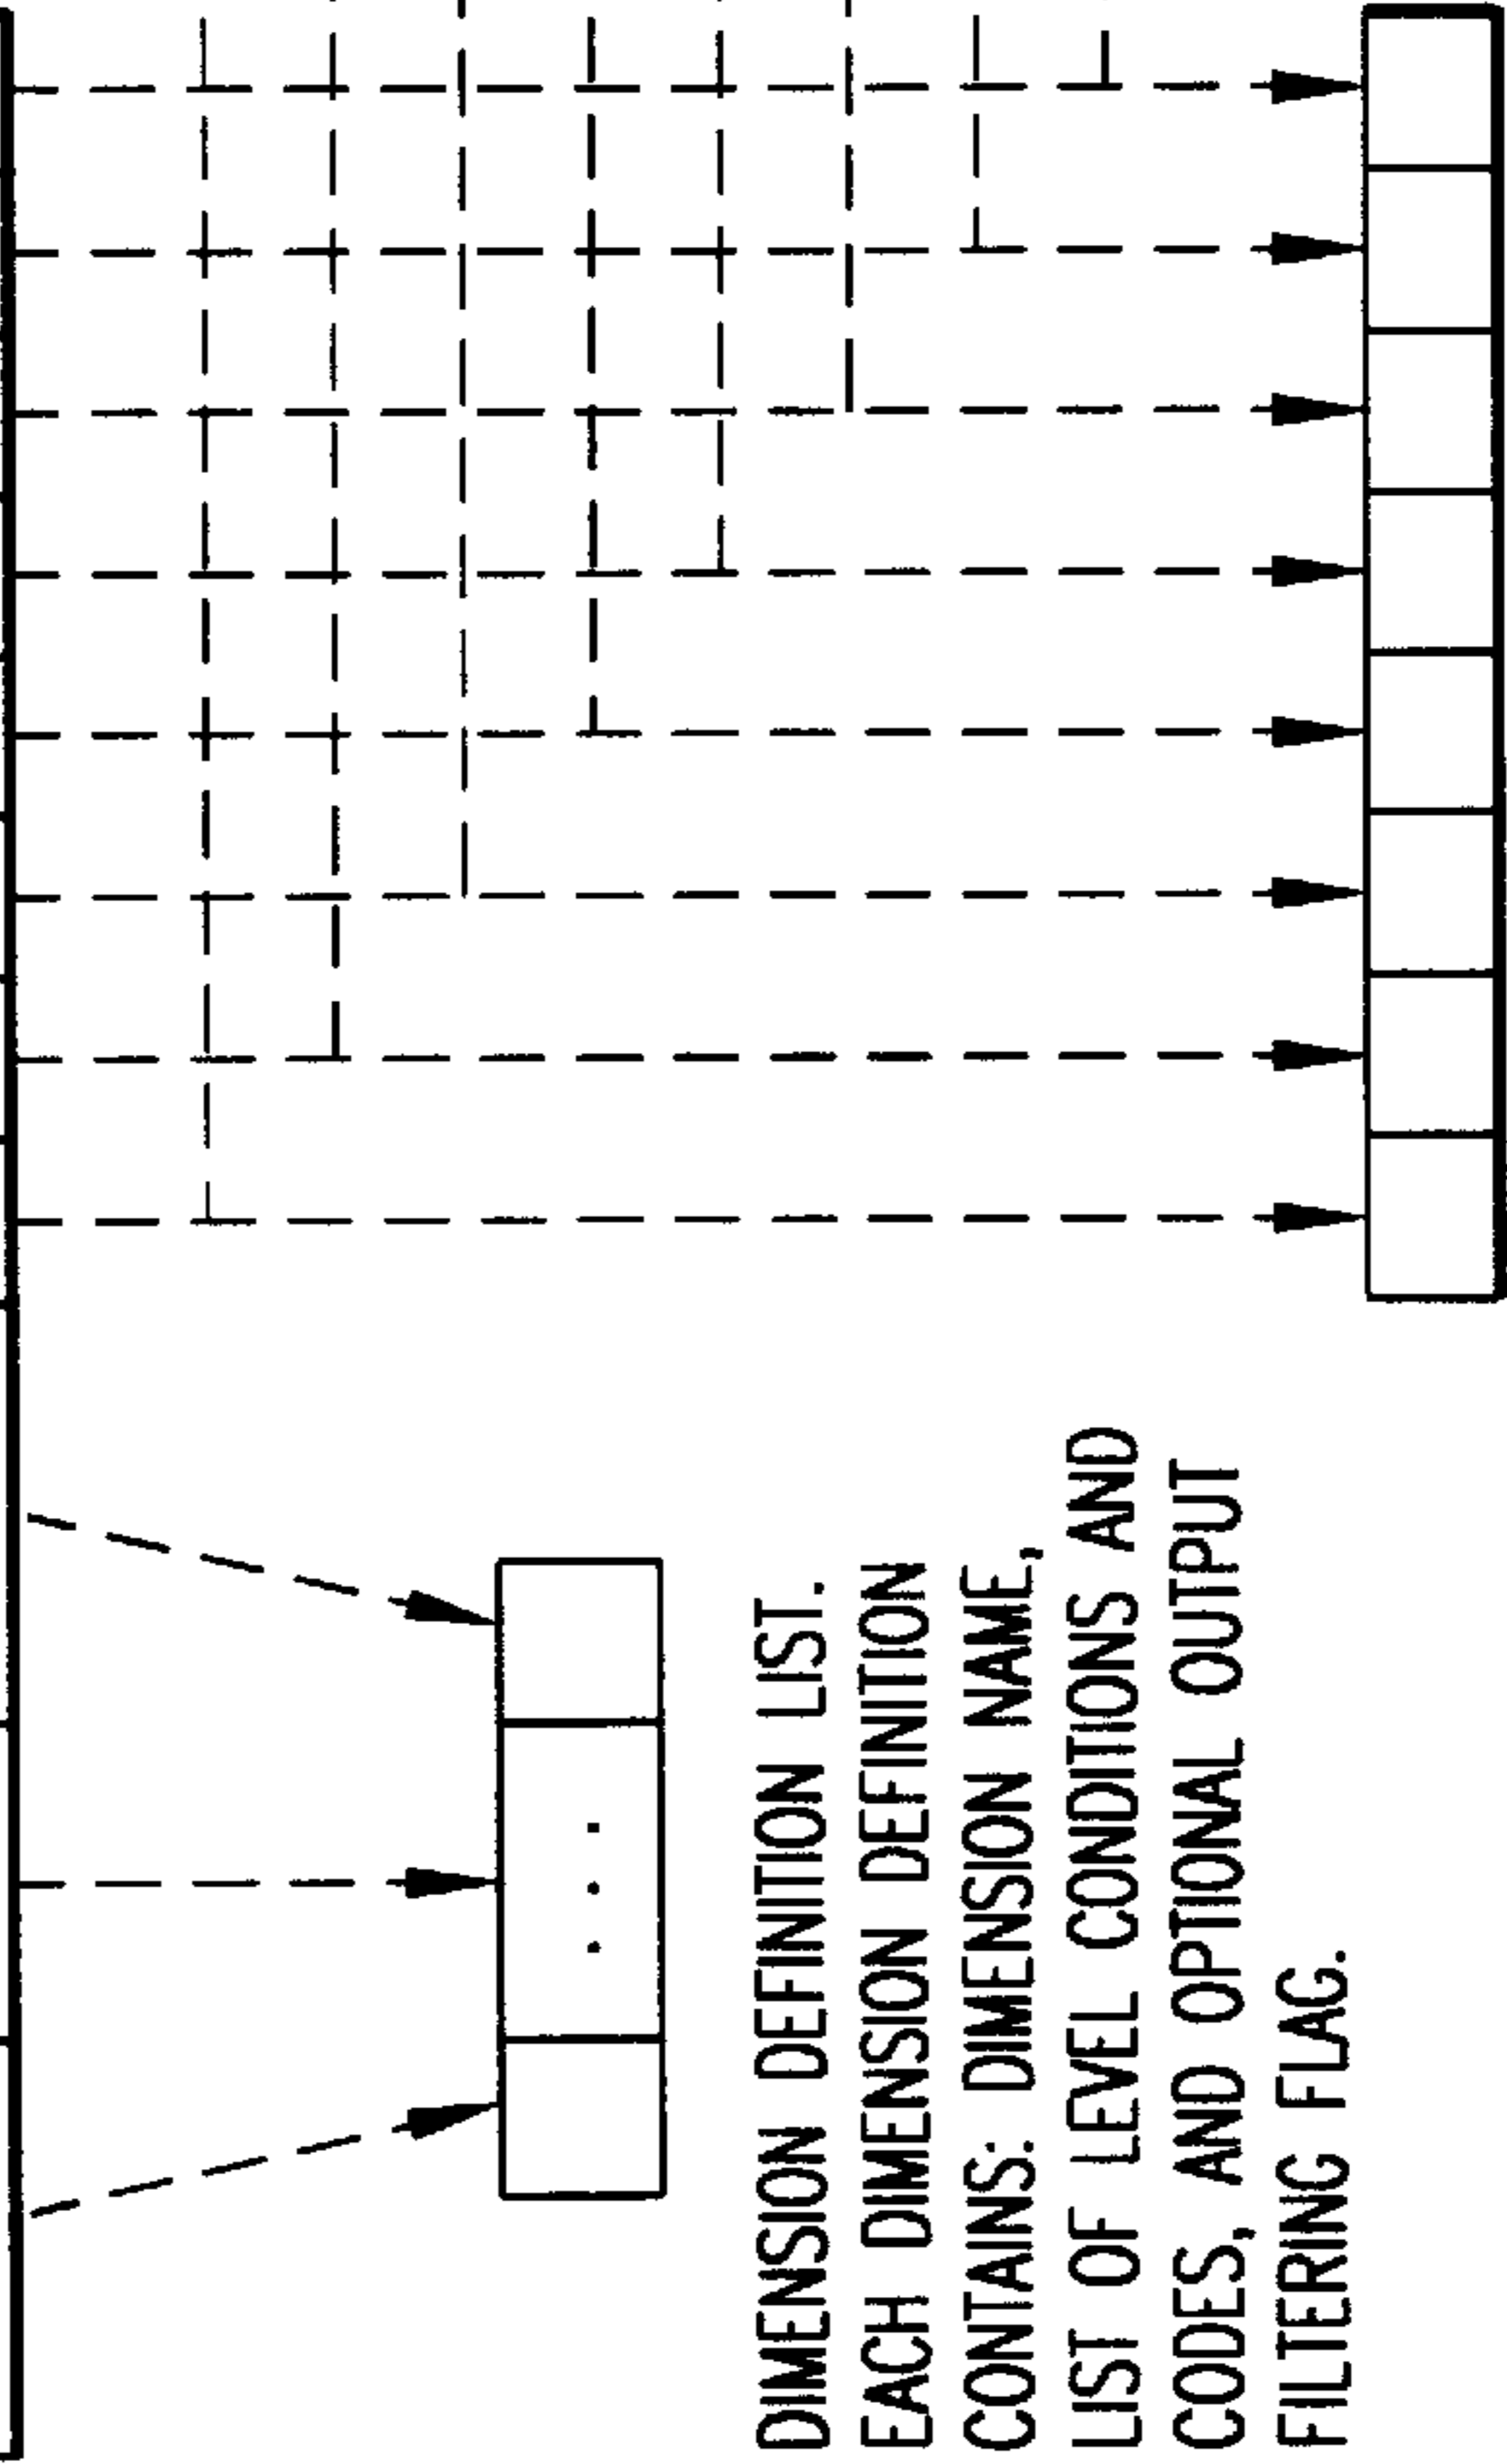 DIMENSION DEFINITION LIST.
EACH DIMENSION DEFINITION
CONTAINS: DIMENSION NAME,
LIST OF LEVEL CONDITIONS AND
CODES, AND OPTIONAL OUTPUT
FILTERING FLAG.